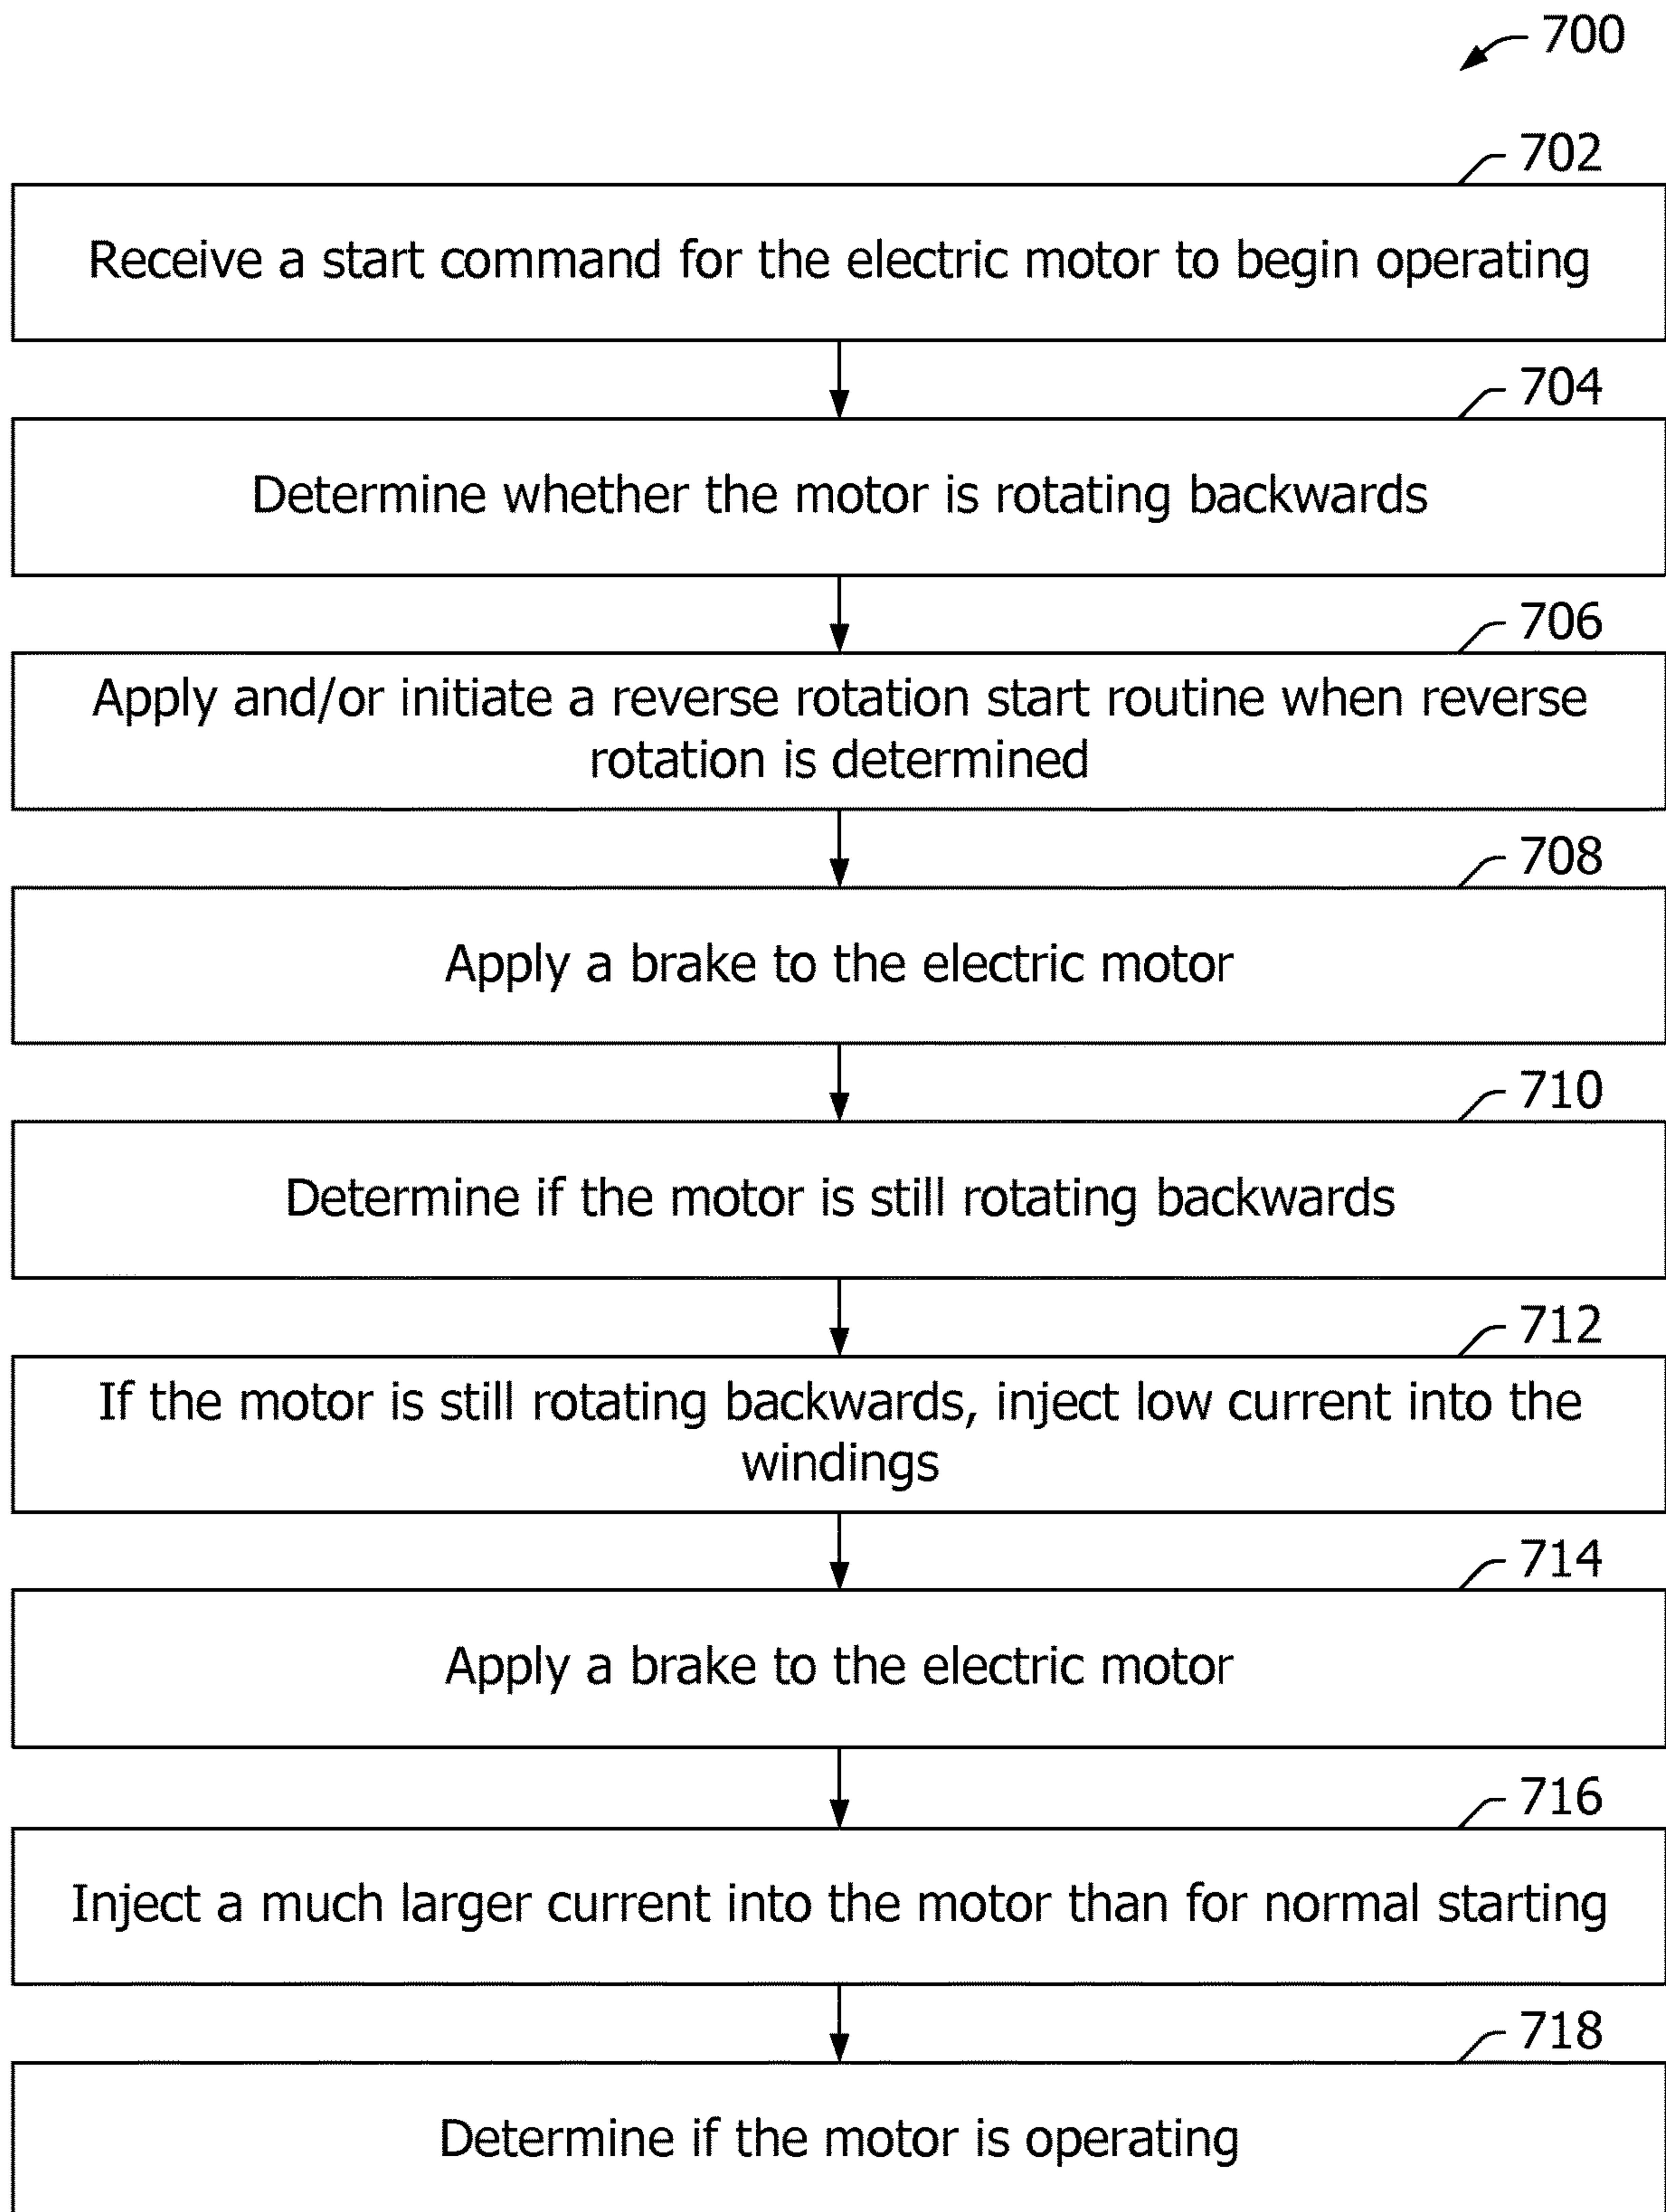 700
702
Receive a start command for the electric motor to begin operating
704
Determine whether the motor is rotating backwards
706
Apply and/or initiate a reverse rotation start routine when reverse
rotation is determined
708
Apply a brake to the electric motor
710
Determine if the motor is still rotating backwards
712
If the motor is still rotating backwards, inject low current into the
windings
714
Apply a brake to the electric motor
716
Inject a much larger current into the motor than for normal starting
718
Determine if the motor is operating